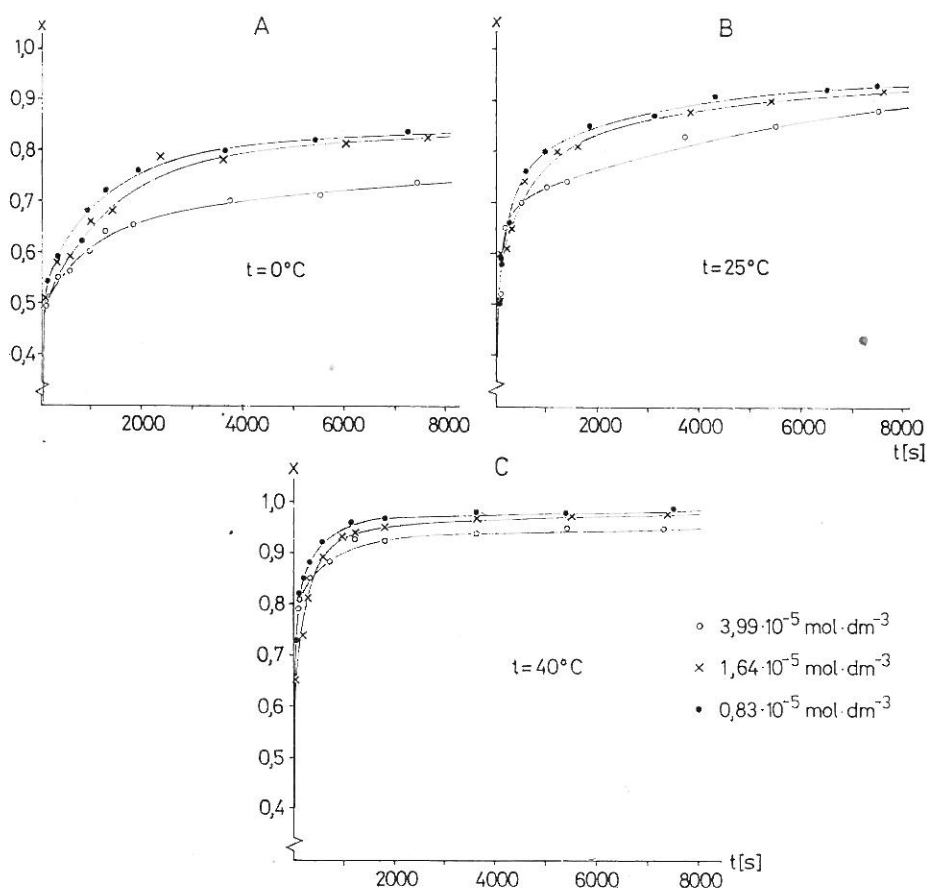 A
X
1,0
0,9
0,8
0,7
0,6
0,5
0,4
t=0°C
2000 4000 6000 8000
B
X
t=25°C
2000 4000 6000 8000
t[s]
C
X
1,0
0,9
0,8
0,7
0,6
0,5
0,4
t=40°C
○ 3,99·10⁻⁵ mol·dm⁻³
× 1,64·10⁻⁵ mol·dm⁻³
• 0,83·10⁻⁵ mol·dm⁻³
2000 4000 6000 8000
t[s]